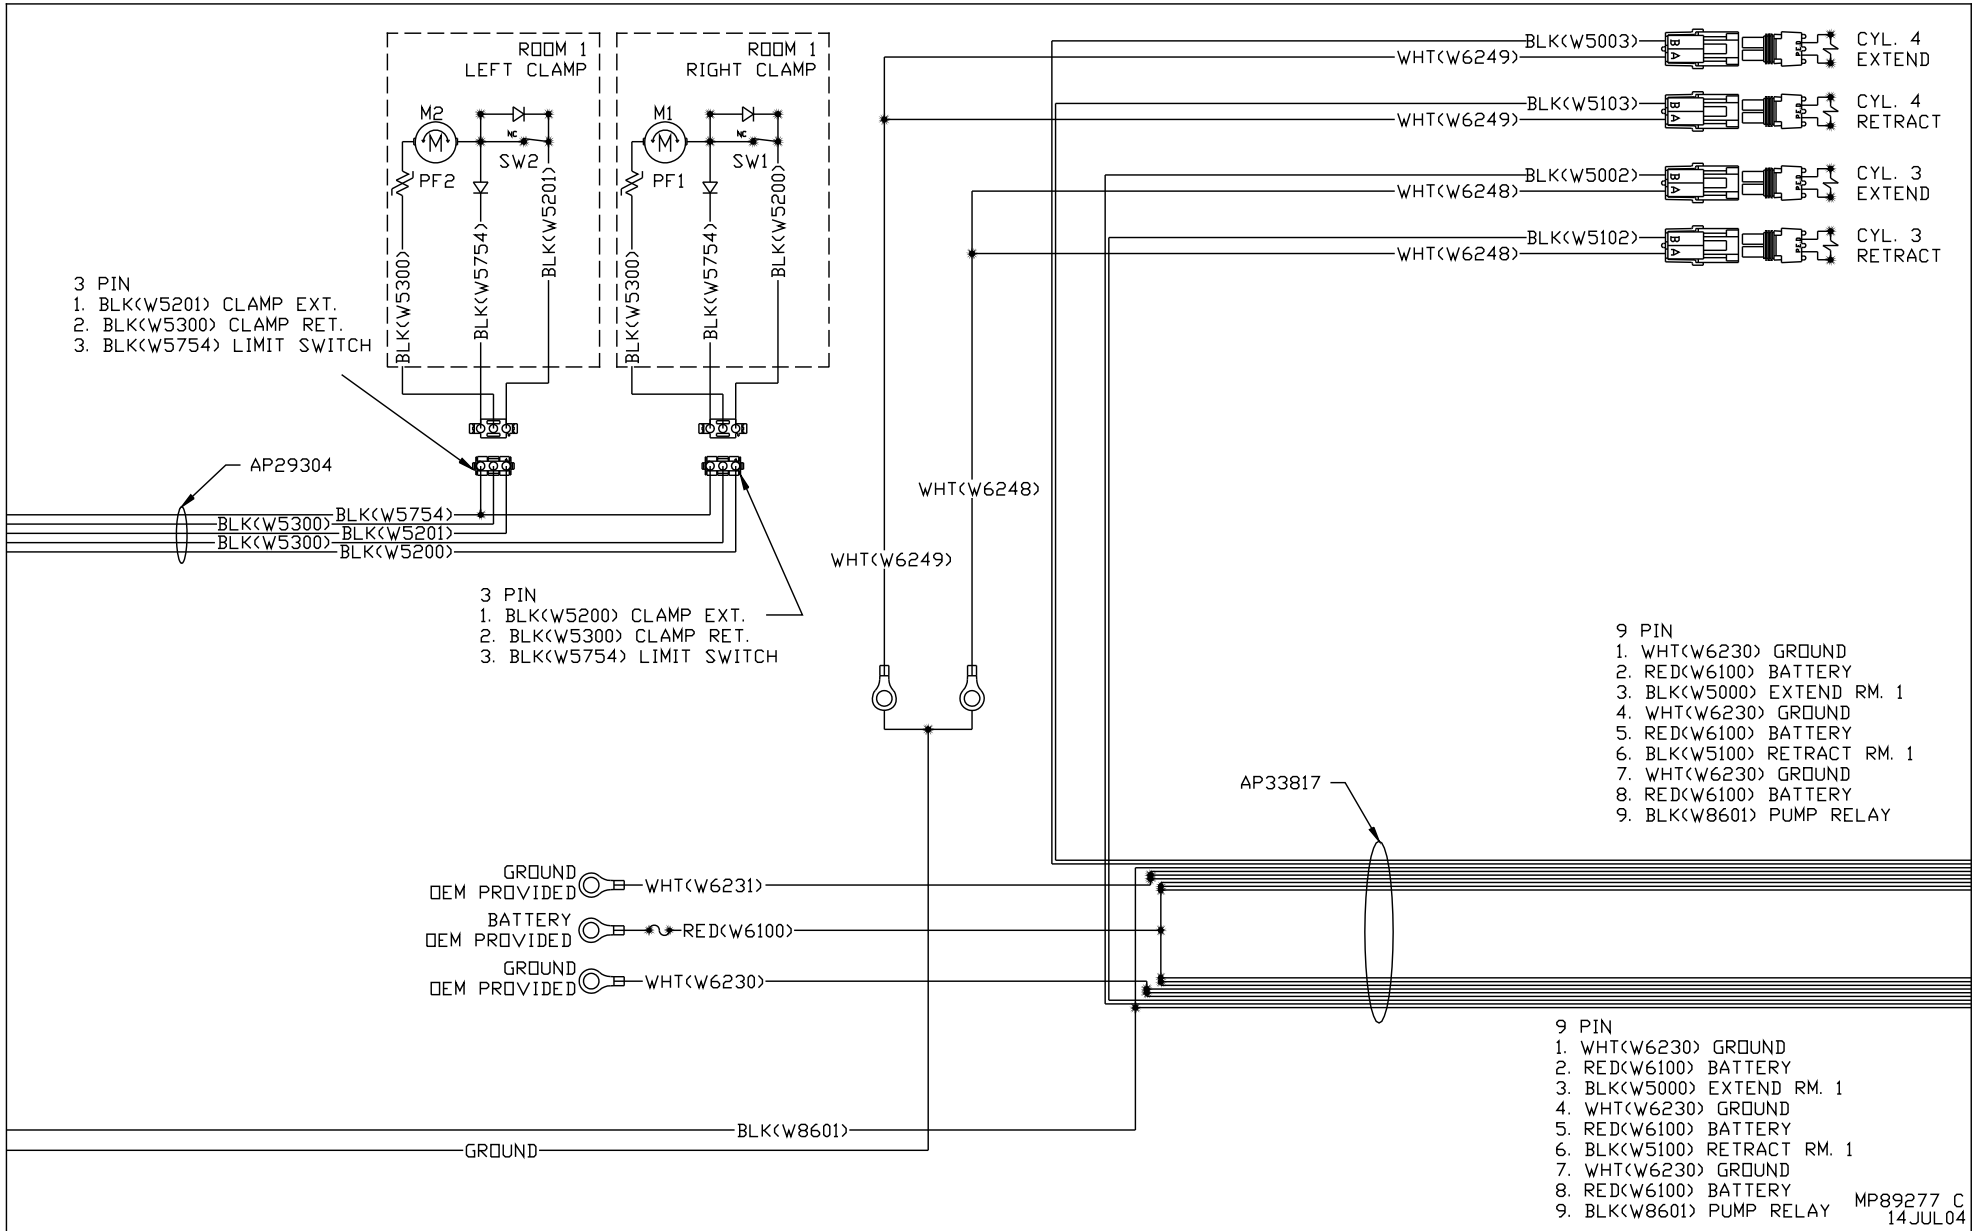 ROOM 1
LEFT CLAMP
M2
M
NC
SW2
PF2
BLK(W5300)
BLK(W5754)
BLK(W5201)
ROOM 1
RIGHT CLAMP
M1
M
NC
SW1
PF1
BLK(W5300)
BLK(W5754)
BLK(W5200)
BLK(W5003)
WHT(W6249)
B
A
CYL. 4
EXTEND
BLK(W5103)
WHT(W6249)
B
A
CYL. 4
RETRACT
BLK(W5002)
WHT(W6248)
B
A
CYL. 3
EXTEND
BLK(W5102)
WHT(W6248)
B
A
CYL. 3
RETRACT
3 PIN
1. BLK(W5201) CLAMP EXT.
2. BLK(W5300) CLAMP RET.
3. BLK(W5754) LIMIT SWITCH
AP29304
BLK(W5754)
BLK(W5300)
BLK(W5201)
BLK(W5300)
BLK(W5200)
WHT(W6248)
WHT(W6249)
3 PIN
1. BLK(W5200) CLAMP EXT.
2. BLK(W5300) CLAMP RET.
3. BLK(W5754) LIMIT SWITCH
9 PIN
1. WHT(W6230) GROUND
2. RED(W6100) BATTERY
3. BLK(W5000) EXTEND RM. 1
4. WHT(W6230) GROUND
5. RED(W6100) BATTERY
6. BLK(W5100) RETRACT RM. 1
7. WHT(W6230) GROUND
8. RED(W6100) BATTERY
9. BLK(W8601) PUMP RELAY
AP33817
GROUND
OEM PROVIDED
WHT(W6231)
BATTERY
OEM PROVIDED
RED(W6100)
GROUND
OEM PROVIDED
WHT(W6230)
BLK(W8601)
GROUND
9 PIN
1. WHT(W6230) GROUND
2. RED(W6100) BATTERY
3. BLK(W5000) EXTEND RM. 1
4. WHT(W6230) GROUND
5. RED(W6100) BATTERY
6. BLK(W5100) RETRACT RM. 1
7. WHT(W6230) GROUND
8. RED(W6100) BATTERY
9. BLK(W8601) PUMP RELAY
MP89277 C
14JUL04